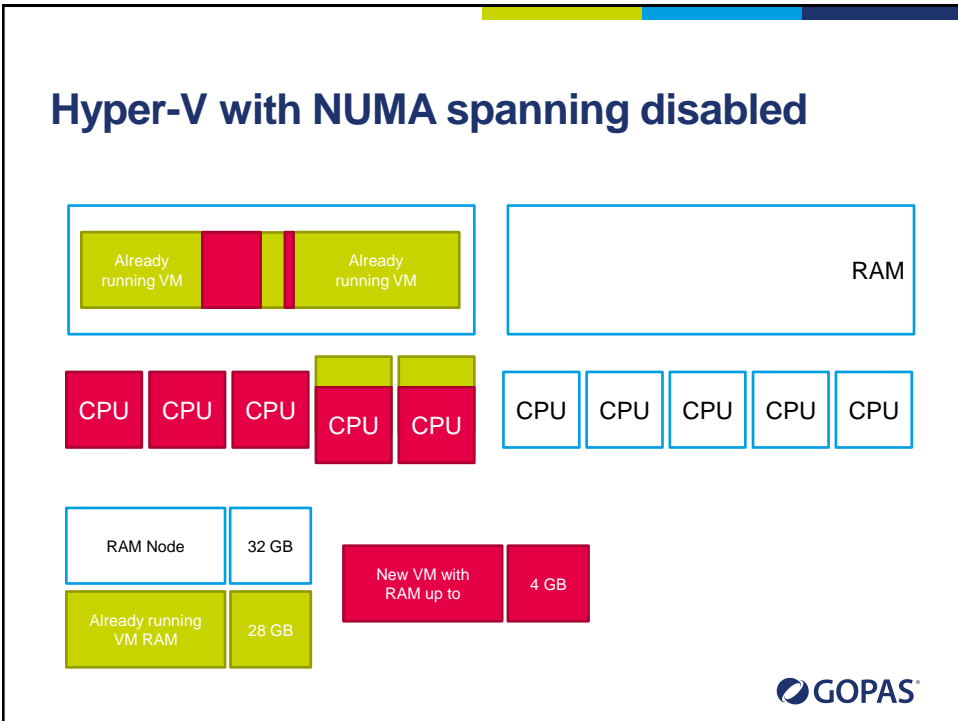 Hyper-V with NUMA spanning disabled
Already
running VM
Already
running VM
RAM
CPU
CPU
CPU
CPU
CPU
CPU
CPU
CPU
CPU
CPU
RAM Node
32 GB
New VM with
RAM up to
4 GB
Already running
VM RAM
28 GB
GOPAS